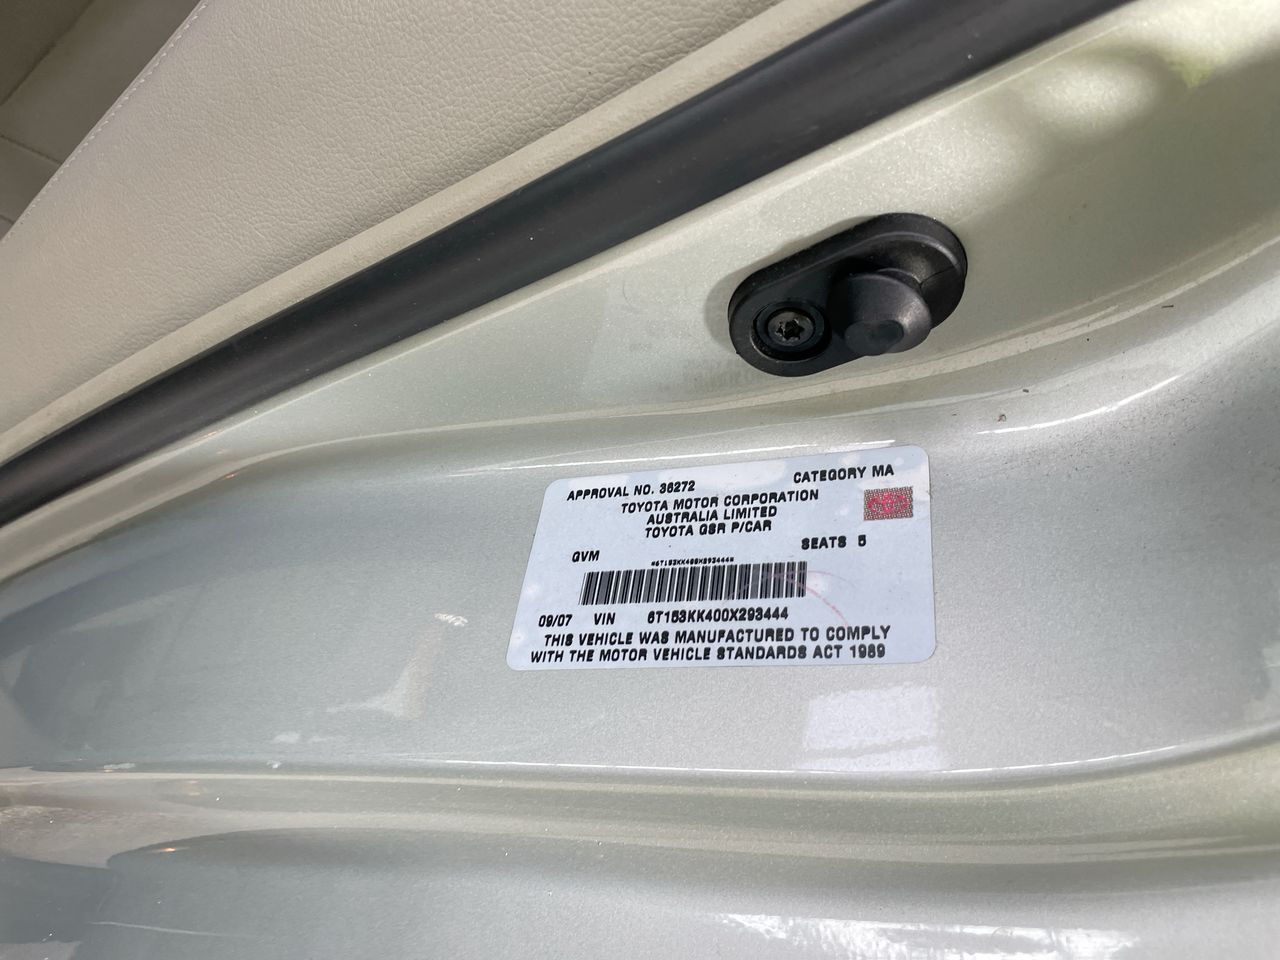 APPROVAL NO. 36272 CATEGORY MA
TOYOTA MOTOR CORPORATION
AUSTRALIA LIMITED
TOYOTA GSR P/CAR
GVM SEATS 5
*6T153KK400X293444*
09/07 VIN 6T153KK400X293444
THIS VEHICLE WAS MANUFACTURED TO COMPLY
WITH THE MOTOR VEHICLE STANDARDS ACT 1989